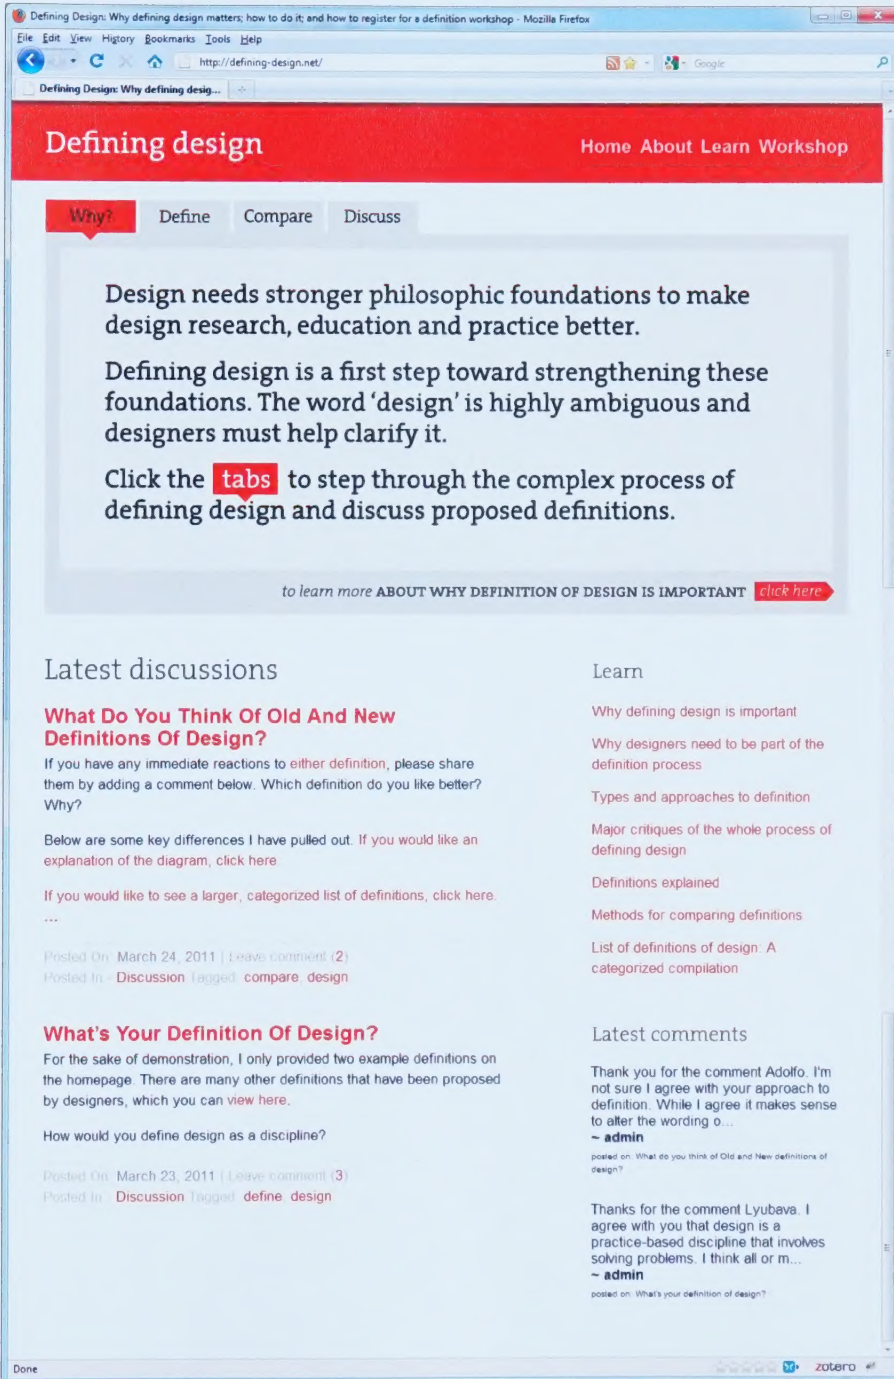 Defining Design: Why defining design matters; how to do it; and how to register for a definition workshop - Mozilla Firefox
File Edit View History Bookmarks Tools Help
http://defining-design.net/
Google
Defining Design: Why defining desig...
Defining design
Home About Learn Workshop
Why? Define Compare Discuss
Design needs stronger philosophic foundations to make
design research, education and practice better.
Defining design is a first step toward strengthening these
foundations. The word 'design' is highly ambiguous and
designers must help clarify it.
Click the tabs to step through the complex process of
defining design and discuss proposed definitions.
to learn more ABOUT WHY DEFINITION OF DESIGN IS IMPORTANT click here
Latest discussions
What Do You Think Of Old And New
Definitions Of Design?
If you have any immediate reactions to either definition, please share
them by adding a comment below. Which definition do you like better?
Why?
Below are some key differences I have pulled out. If you would like an
explanation of the diagram, click here
If you would like to see a larger, categorized list of definitions, click here.
...
Posted On: March 24, 2011 | Leave comment (2)
Posted In : Discussion Tagged: compare, design
What's Your Definition Of Design?
For the sake of demonstration, I only provided two example definitions on
the homepage. There are many other definitions that have been proposed
by designers, which you can view here.
How would you define design as a discipline?
Posted On: March 23, 2011 | Leave comment (3)
Posted In : Discussion Tagged: define, design
Learn
Why defining design is important
Why designers need to be part of the
definition process
Types and approaches to definition
Major critiques of the whole process of
defining design
Definitions explained
Methods for comparing definitions
List of definitions of design: A
categorized compilation
Latest comments
Thank you for the comment Adolfo. I'm
not sure I agree with your approach to
definition. While I agree it makes sense
to alter the wording o...
~ admin
posted on: What do you think of Old and New definitions of
design?
Thanks for the comment Lyubava. I
agree with you that design is a
practice-based discipline that involves
solving problems. I think all or m...
~ admin
posted on: What's your definition of design?
Done
zotero